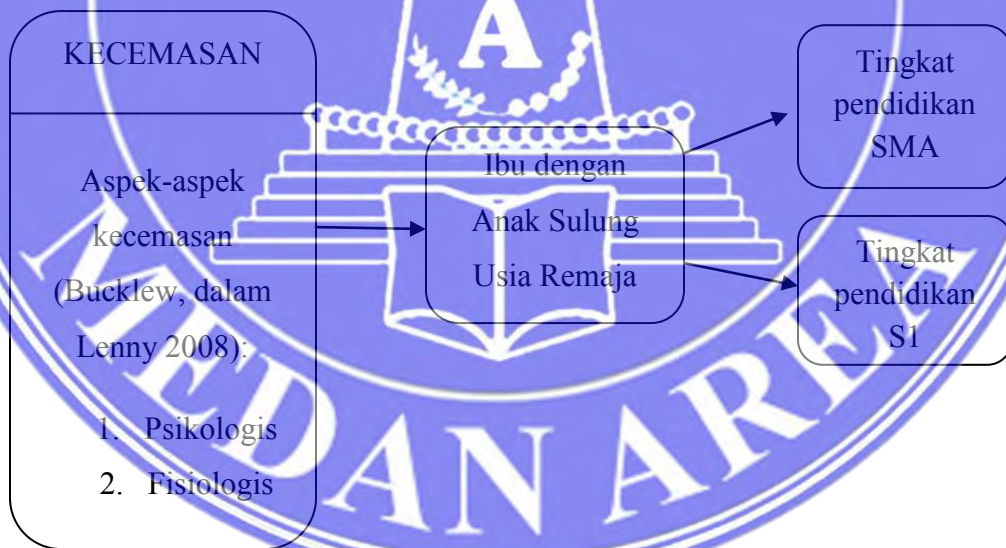 KECEMASAN
Aspek-aspek
kecemasan
(Bucklew, dalam
Lenny 2008):
1. Psikologis
2. Fisiologis
Ibu dengan
Anak Sulung
Usia Remaja
Tingkat
pendidikan
SMA
Tingkat
pendidikan
S1
A
MEDAN AREA